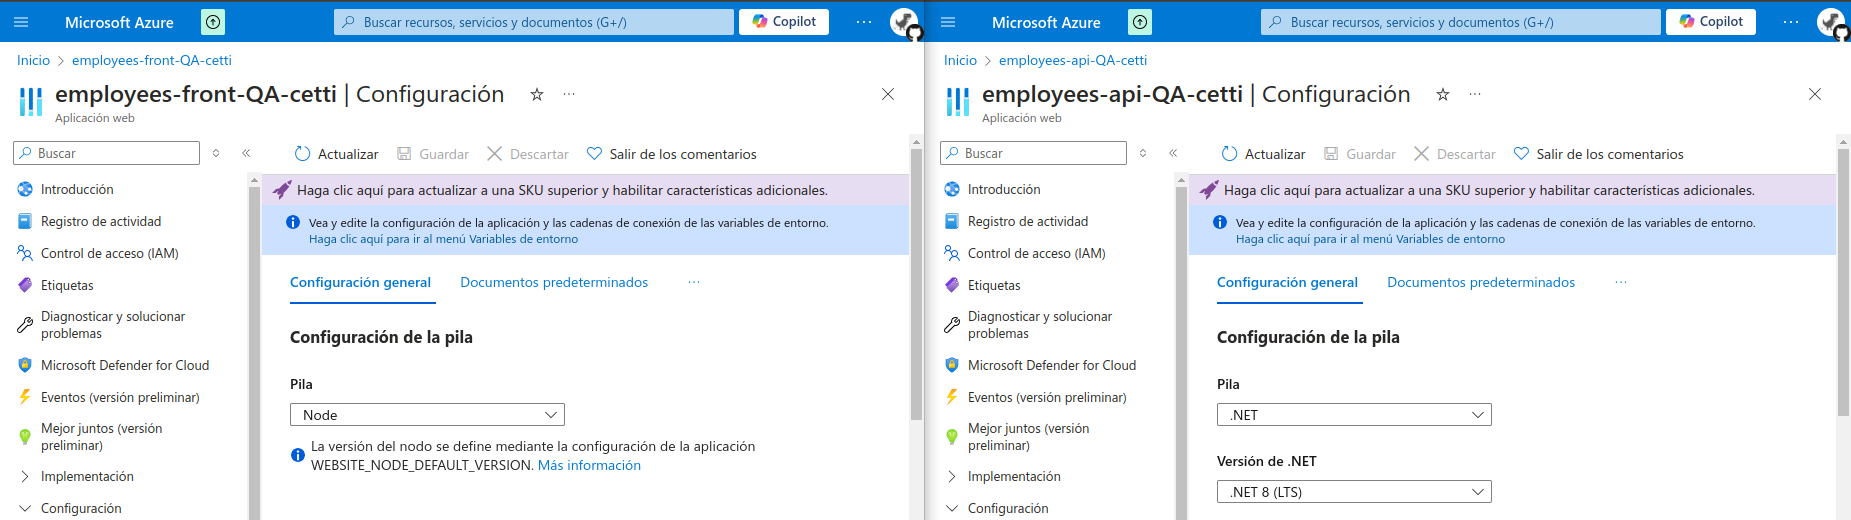 Microsoft Azure
Buscar recursos, servicios y documentos (G+/)
Copilot
Inicio > employees-front-QA-cetti
employees-front-QA-cetti | Configuración
Aplicación web
Buscar
Actualizar
Guardar
Descartar
Salir de los comentarios
Introducción
Registro de actividad
Control de acceso (IAM)
Etiquetas
Diagnosticar y solucionar
problemas
Microsoft Defender for Cloud
Eventos (versión preliminar)
Mejor juntos (versión
preliminar)
Implementación
Configuración
Haga clic aquí para actualizar a una SKU superior y habilitar características adicionales.
Vea y edite la configuración de la aplicación y las cadenas de conexión de las variables de entorno.
Haga clic aquí para ir al menú Variables de entorno
Configuración general
Documentos predeterminados
Configuración de la pila
Pila
Node
La versión del nodo se define mediante la configuración de la aplicación
WEBSITE_NODE_DEFAULT_VERSION. Más información
Microsoft Azure
Buscar recursos, servicios y documentos (G+/)
Copilot
Inicio > employees-api-QA-cetti
employees-api-QA-cetti | Configuración
Aplicación web
Buscar
Actualizar
Guardar
Descartar
Salir de los comentarios
Introducción
Registro de actividad
Control de acceso (IAM)
Etiquetas
Diagnosticar y solucionar
problemas
Microsoft Defender for Cloud
Eventos (versión preliminar)
Mejor juntos (versión
preliminar)
Implementación
Configuración
Haga clic aquí para actualizar a una SKU superior y habilitar características adicionales.
Vea y edite la configuración de la aplicación y las cadenas de conexión de las variables de entorno.
Haga clic aquí para ir al menú Variables de entorno
Configuración general
Documentos predeterminados
Configuración de la pila
Pila
.NET
Versión de .NET
.NET 8 (LTS)